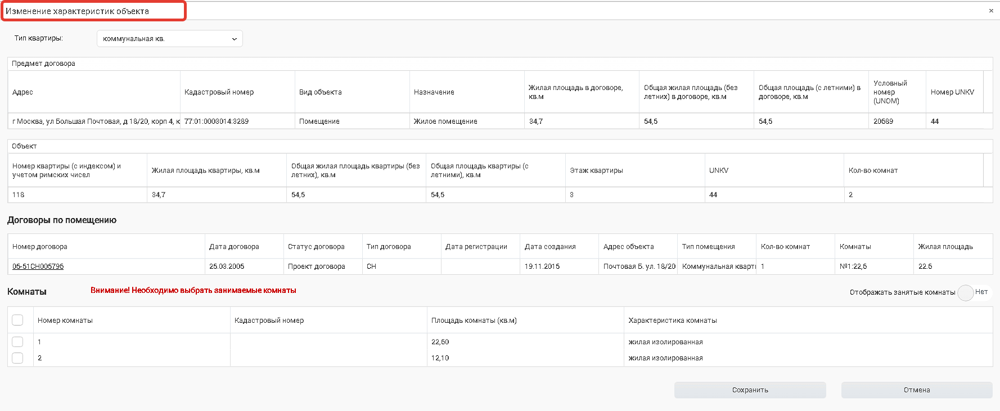 Изменение характеристик объекта
×
Тип квартиры:
коммунальная кв.
Предмет договора
Адрес
Кадастровый номер
Вид объекта
Назначение
Жилая площадь в договоре,
кв.м
Общая жилая площадь (без
летних) в договоре, кв.м
Общая площадь (с летними) в
договоре, кв.м
Условный
номер
(UNOM)
Номер UNKV
г Москва, ул Большая Почтовая, д 18/20, корп 4, к
77:01:0003014:3289
Помещение
Жилое помещение
34,7
54,5
54,5
20689
44
Объект
Номер квартиры (с индексом) и
учетом римских чисел
Жилая площадь квартиры, кв.м
Общая жилая площадь квартиры (без
летних), кв.м
Общая площадь квартиры (с
летними), кв.м
Этаж квартиры
UNKV
Кол-во комнат
118
34,7
54,5
54,5
3
44
2
Договоры по помещению
Номер договора
Дата договора
Статус договора
Тип договора
Дата регистрации
Дата создания
Адрес объекта
Тип помещения
Кол-во комнат
Комнаты
Жилая площадь
05-51СН005796
25.03.2005
Проект договора
СН
19.11.2015
Почтовая Б. ул. 18/20
Коммунальная кварти
1
№1:22,6
22.6
Комнаты
Внимание! Необходимо выбрать занимаемые комнаты
Отображать занятые комнаты
Нет
Номер комнаты
Кадастровый номер
Площадь комнаты (кв.м)
Характеристика комнаты
1
22,60
жилая изолированная
2
12,10
жилая изолированная
Сохранить
Отмена